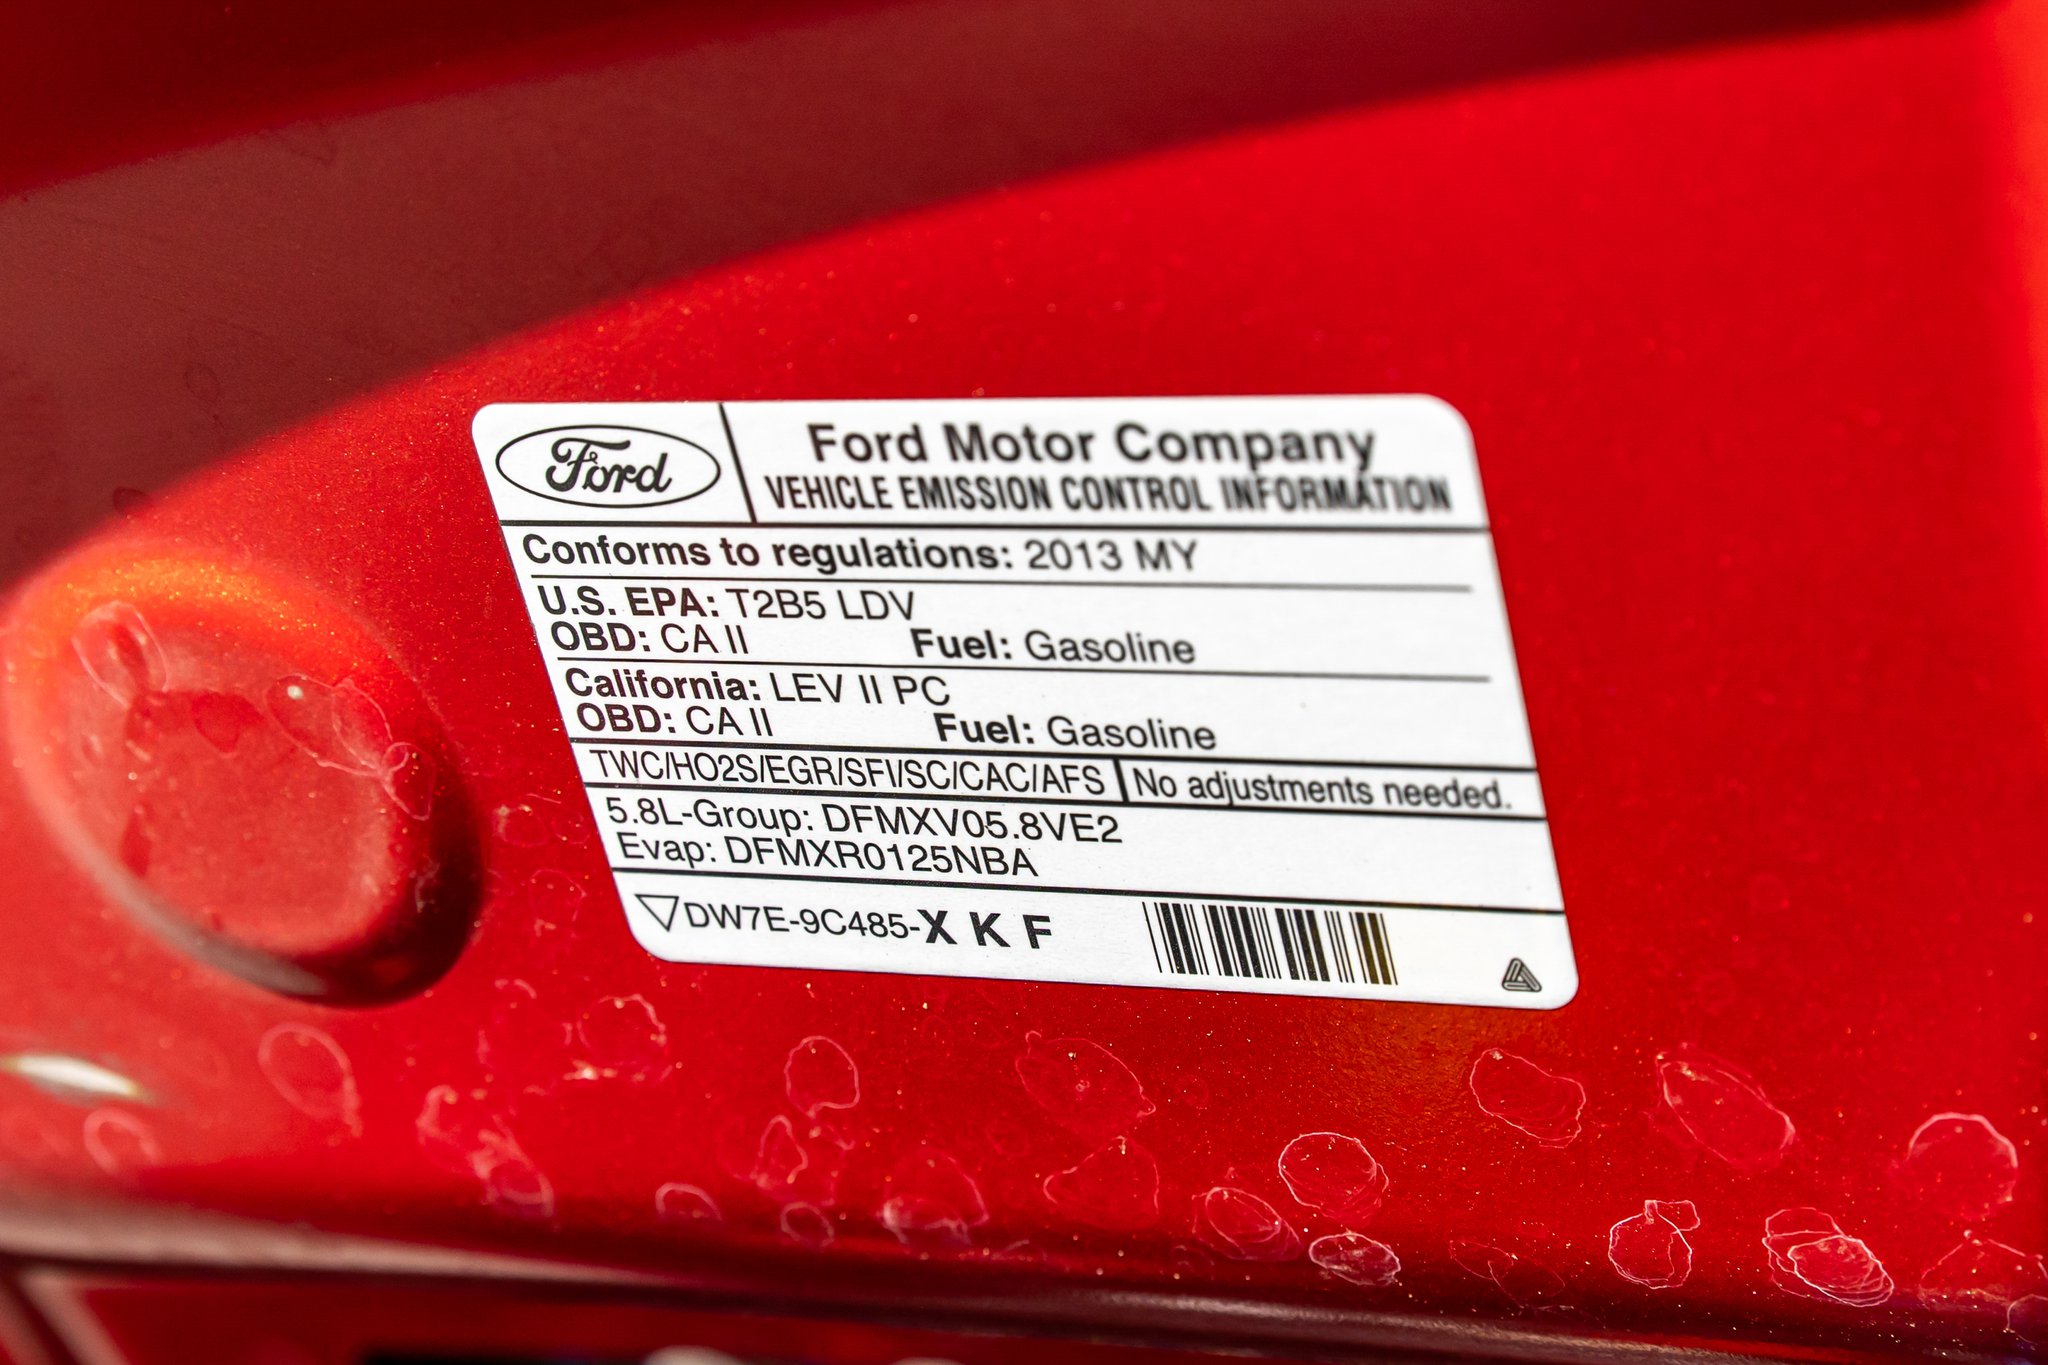 Ford
Ford Motor Company
VEHICLE EMISSION CONTROL INFORMATION
Conforms to regulations: 2013 MY
U.S. EPA: T2B5 LDV
OBD: CA II Fuel: Gasoline
California: LEV II PC
OBD: CA II Fuel: Gasoline
TWC/HO2S/EGR/SFI/SC/CAC/AFS No adjustments needed.
5.8L-Group: DFMXV05.8VE2
Evap: DFMXR0125NBA
DW7E-9C485-X K F